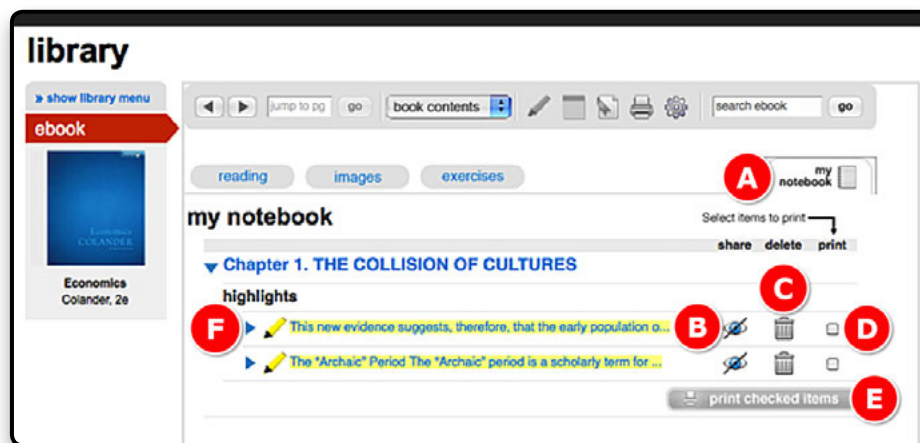 library
» show library menu
ebook
Economics
COLANDER
Economics
Colander, 2e
jump to pg go book contents search ebook go
reading images exercises
A my notebook
my notebook
Select items to print
share delete print
Chapter 1. THE COLLISION OF CULTURES
highlights
C
F This new evidence suggests, therefore, that the early population o... B D
The "Archaic" Period The "Archaic" period is a scholarly term for ...
print checked items E